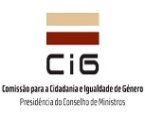 CiG
Comissão para a Cidadania e Igualdade de Género
Presidência do Conselho de Ministros